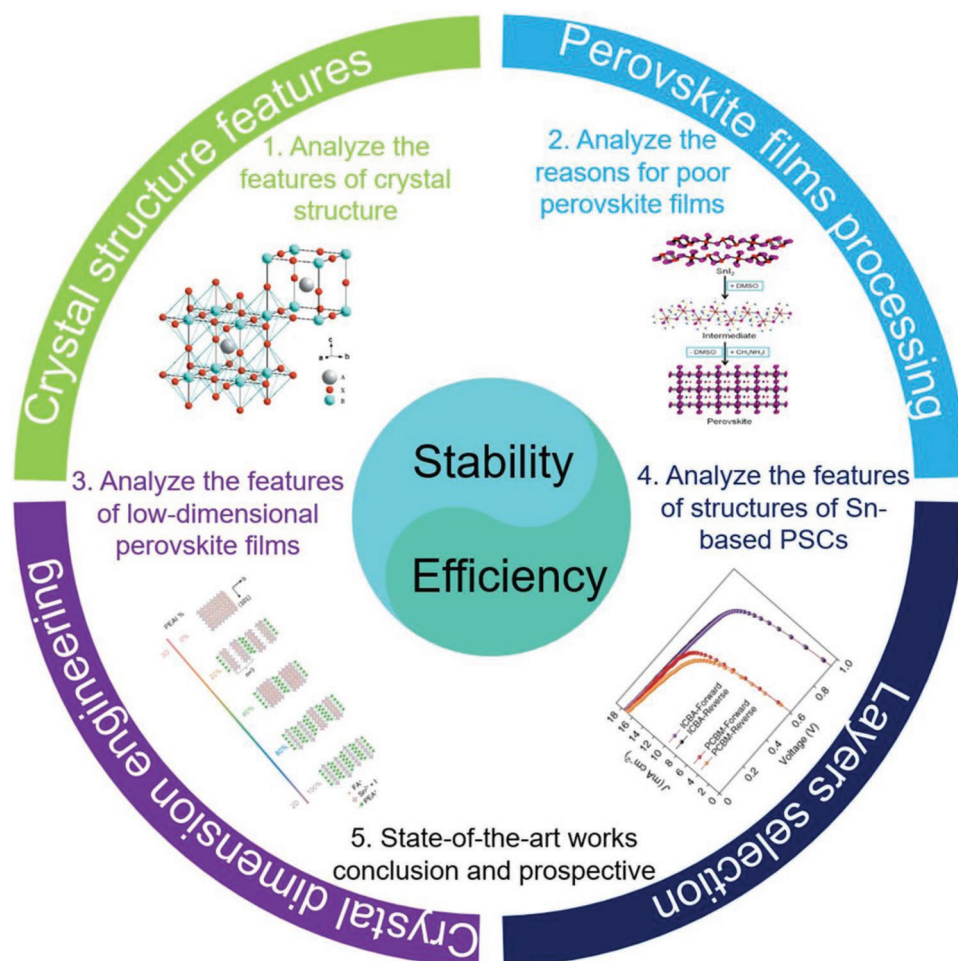 Crystal structure features
Perovskite films processing
1. Analyze the
features of crystal
structure
c
a
b
A
X
B
2. Analyze the
reasons for poor
perovskite films
SnI₂
+ DMSO
Intermediate
- DMSO
+ CH₃NH₃I
Perovskite
Stability
Efficiency
3. Analyze the features
of low-dimensional
perovskite films
PEAI %
3D
0%
20%
60%
80%
100%
2D
b
n=3
FA⁺
PEA⁺
4. Analyze the features
of structures of Sn-
based PSCs
18
16
14
12
10
8
6
4
2
0
J (mA cm⁻²)
ICBA-Forward
ICBA-Reverse
PCBM-Forward
PCBM-Reverse
0
0.2
0.4
0.6
0.8
1.0
Voltage (V)
5. State-of-the-art works
conclusion and prospective
Crystal dimension engineering
Layers selection